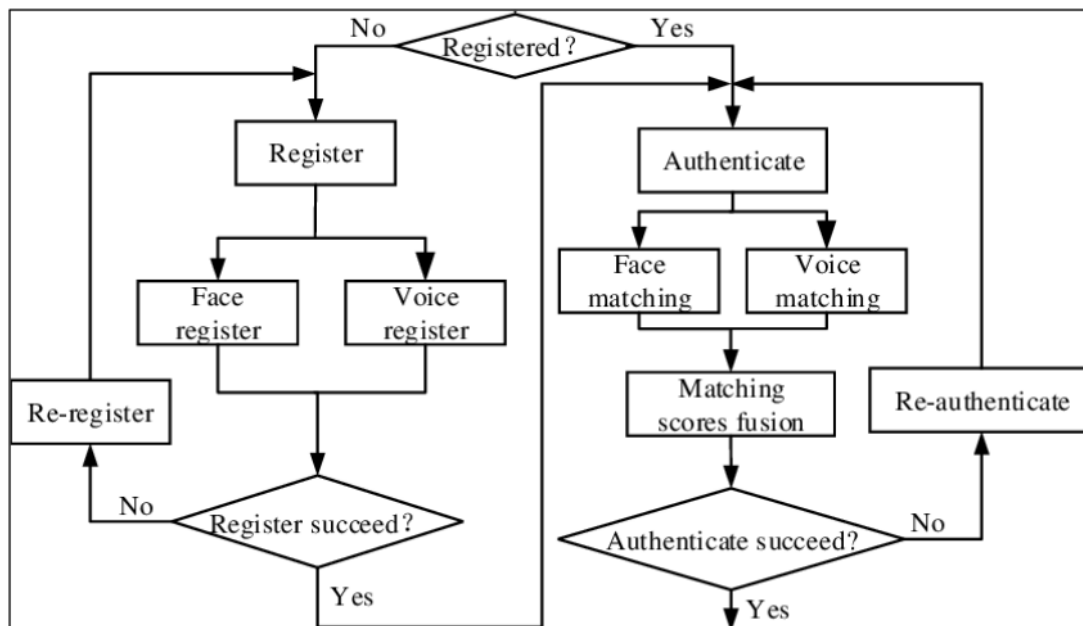 No
Registered?
Yes
Register
Authenticate
Face
register
Voice
register
Face
matching
Voice
matching
Re-register
Matching
scores fusion
Re-authenticate
No
Register succeed?
Yes
Authenticate succeed?
No
Yes